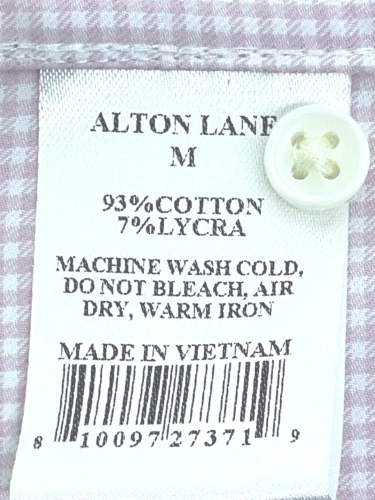 ALTON LANE
M
93%COTTON
7%LYCRA
MACHINE WASH COLD,
DO NOT BLEACH, AIR
DRY, WARM IRON
MADE IN VIETNAM
8 10097 27371 9